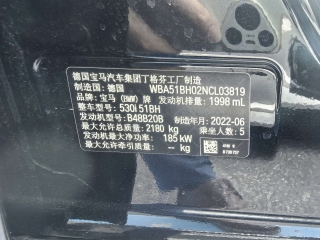 德国宝马汽车集团丁格芬工厂制造
制造国: 德国 WBA51BH02NCL03819
品牌: 宝马 (BMW) 牌 发动机排量: 1998 mL
整车型号: 530i 51BH
发动机型号: B48B20B 制造年月: 2022-06
最大允许总质量: 2180 kg 乘坐人数: 5
发动机最大净功率: 185 kW
最大允许牵引质量: — kg